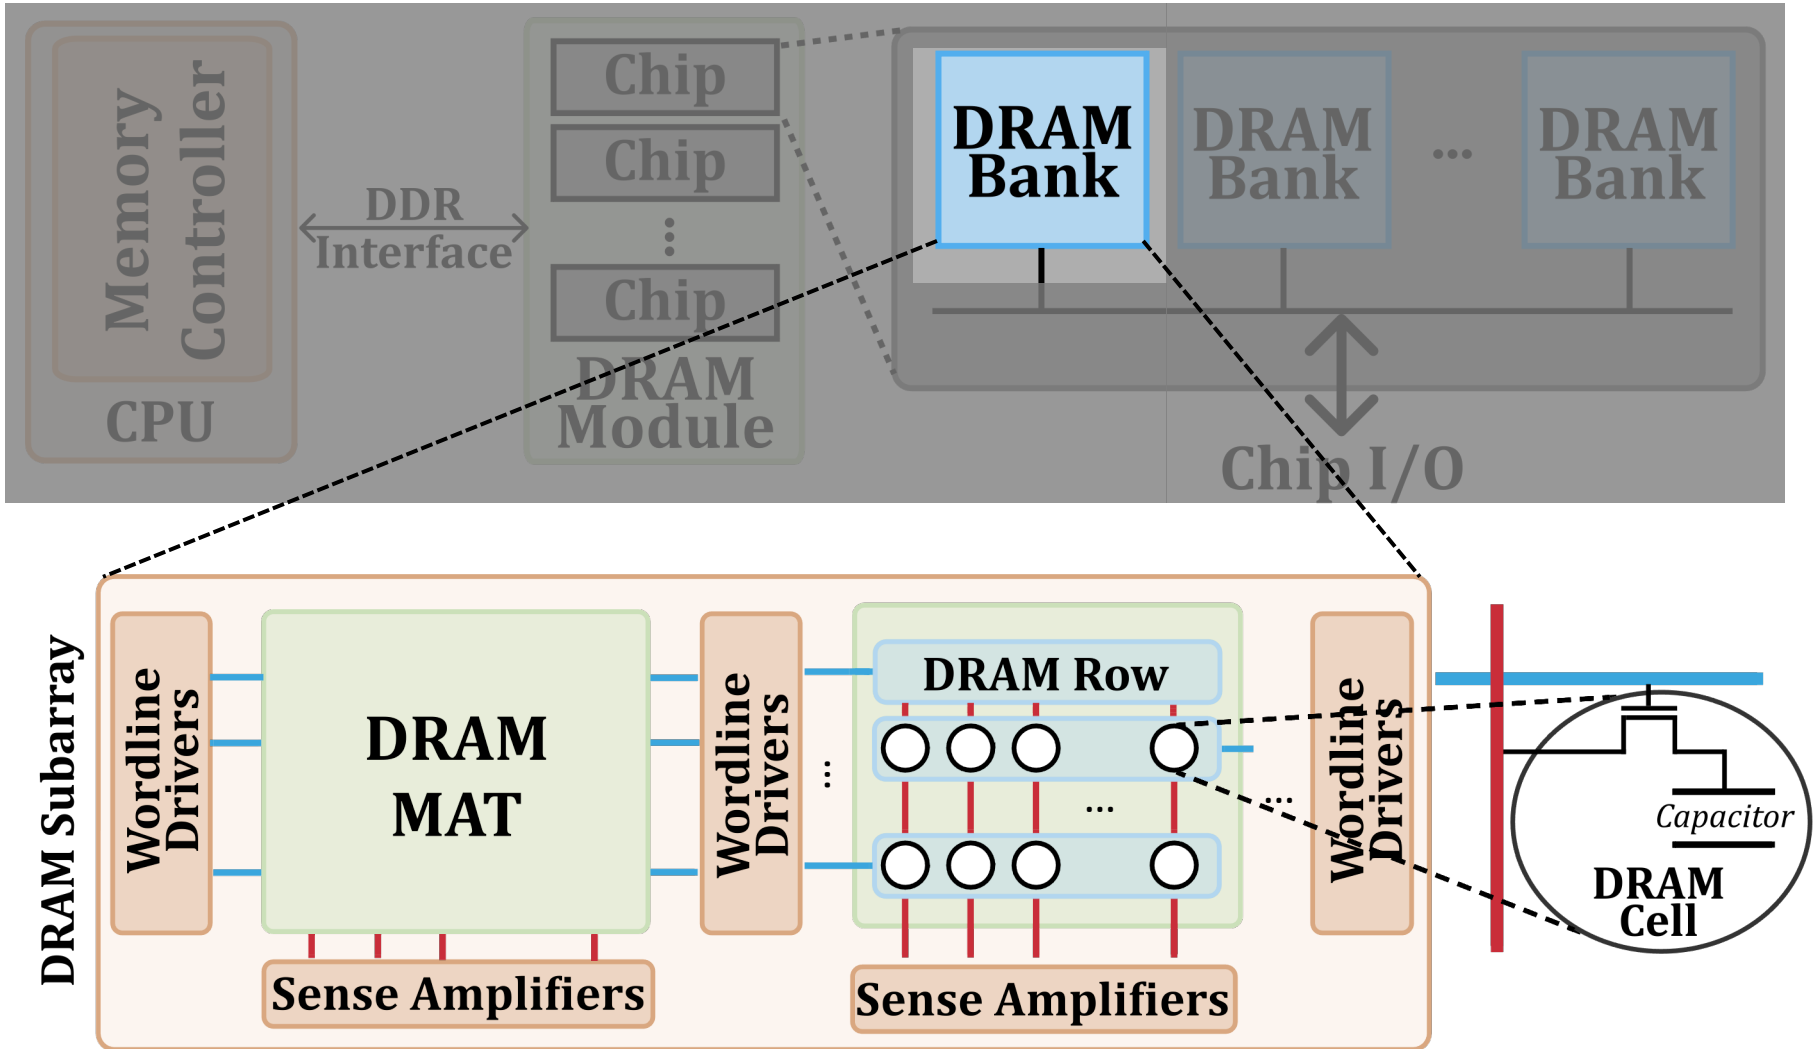 Memory
Controller
CPU
DDR
Interface
Chip
Chip
⋮
Chip
DRAM
Module
DRAM
Bank
DRAM
Bank
...
DRAM
Bank
Chip I/O
DRAM Subarray
Wordline
Drivers
DRAM
MAT
Sense Amplifiers
Wordline
Drivers
...
DRAM Row
...
Sense Amplifiers
...
Wordline
Drivers
Capacitor
DRAM
Cell